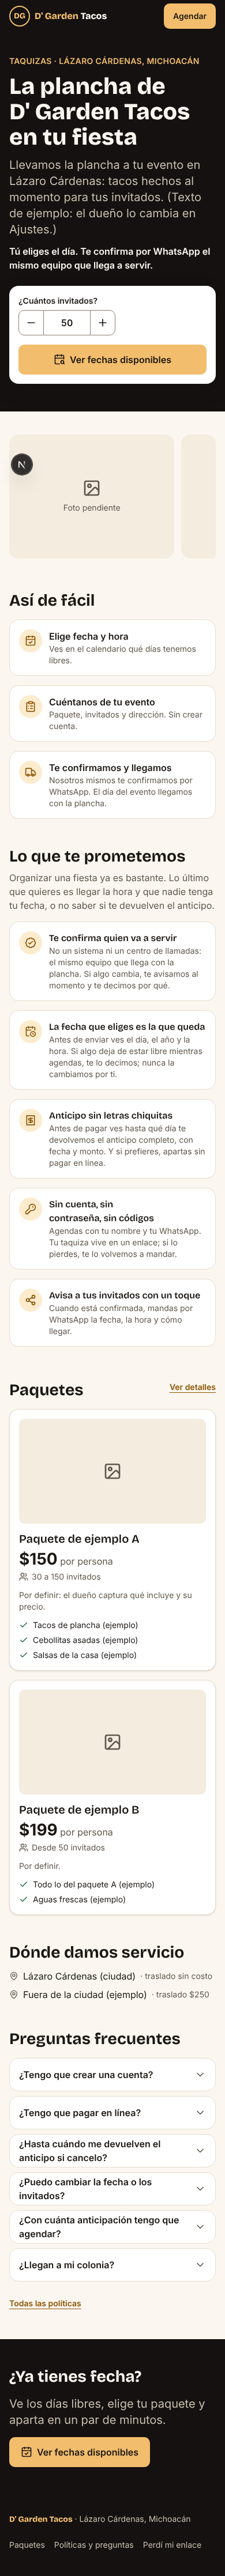 DG D' Garden Tacos
Agendar
TAQUIZAS · LÁZARO CÁRDENAS, MICHOACÁN
La plancha de
D' Garden Tacos
en tu fiesta
Llevamos la plancha a tu evento en
Lázaro Cárdenas: tacos hechos al
momento para tus invitados. (Texto
de ejemplo: el dueño lo cambia en
Ajustes.)
Tú eliges el día. Te confirma por WhatsApp el
mismo equipo que llega a servir.
¿Cuántos invitados?
50
Ver fechas disponibles
N
Foto pendiente
Así de fácil
Elige fecha y hora
Ves en el calendario qué días tenemos
libres.
Cuéntanos de tu evento
Paquete, invitados y dirección. Sin crear
cuenta.
Te confirmamos y llegamos
Nosotros mismos te confirmamos por
WhatsApp. El día del evento llegamos
con la plancha.
Lo que te prometemos
Organizar una fiesta ya es bastante. Lo último
que quieres es llegar la hora y que nadie tenga
tu fecha, o no saber si te devuelven el anticipo.
Te confirma quien va a servir
No un sistema ni un centro de llamadas:
el mismo equipo que llega con la
plancha. Si algo cambia, te avisamos al
momento y te decimos por qué.
La fecha que eliges es la que queda
Antes de enviar ves el día, el año y la
hora. Si algo deja de estar libre mientras
agendas, te lo decimos; nunca la
cambiamos por ti.
Anticipo sin letras chiquitas
Antes de pagar ves hasta qué día te
devolvemos el anticipo completo, con
fecha y monto. Y si prefieres, apartas sin
pagar en línea.
Sin cuenta, sin
contraseña, sin códigos
Agendas con tu nombre y tu WhatsApp.
Tu taquiza vive en un enlace; si lo
pierdes, te lo volvemos a mandar.
Avisa a tus invitados con un toque
Cuando está confirmada, mandas por
WhatsApp la fecha, la hora y cómo
llegar.
Paquetes
Ver detalles
Paquete de ejemplo A
$150 por persona
30 a 150 invitados
Por definir: el dueño captura qué incluye y su
precio.
Tacos de plancha (ejemplo)
Cebollitas asadas (ejemplo)
Salsas de la casa (ejemplo)
Paquete de ejemplo B
$199 por persona
Desde 50 invitados
Por definir.
Todo lo del paquete A (ejemplo)
Aguas frescas (ejemplo)
Dónde damos servicio
Lázaro Cárdenas (ciudad) · traslado sin costo
Fuera de la ciudad (ejemplo) · traslado $250
Preguntas frecuentes
¿Tengo que crear una cuenta?
¿Tengo que pagar en línea?
¿Hasta cuándo me devuelven el
anticipo si cancelo?
¿Puedo cambiar la fecha o los
invitados?
¿Con cuánta anticipación tengo que
agendar?
¿Llegan a mi colonia?
Todas las políticas
¿Ya tienes fecha?
Ve los días libres, elige tu paquete y
aparta en un par de minutos.
Ver fechas disponibles
D' Garden Tacos · Lázaro Cárdenas, Michoacán
Paquetes Políticas y preguntas Perdí mi enlace